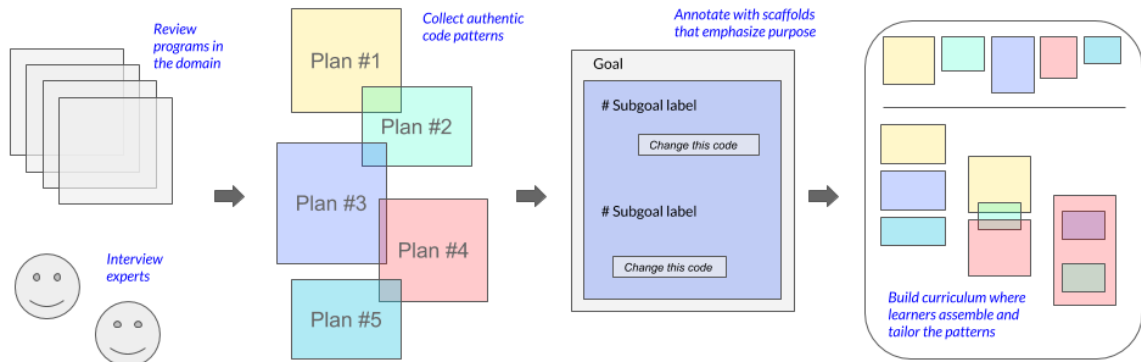 Review
programs in
the domain
Interview
experts
Collect authentic
code patterns
Plan #1
Plan #2
Plan #3
Plan #4
Plan #5
Annotate with scaffolds
that emphasize purpose
Goal
# Subgoal label
Change this code
# Subgoal label
Change this code
Build curriculum where
learners assemble and
tailor the patterns